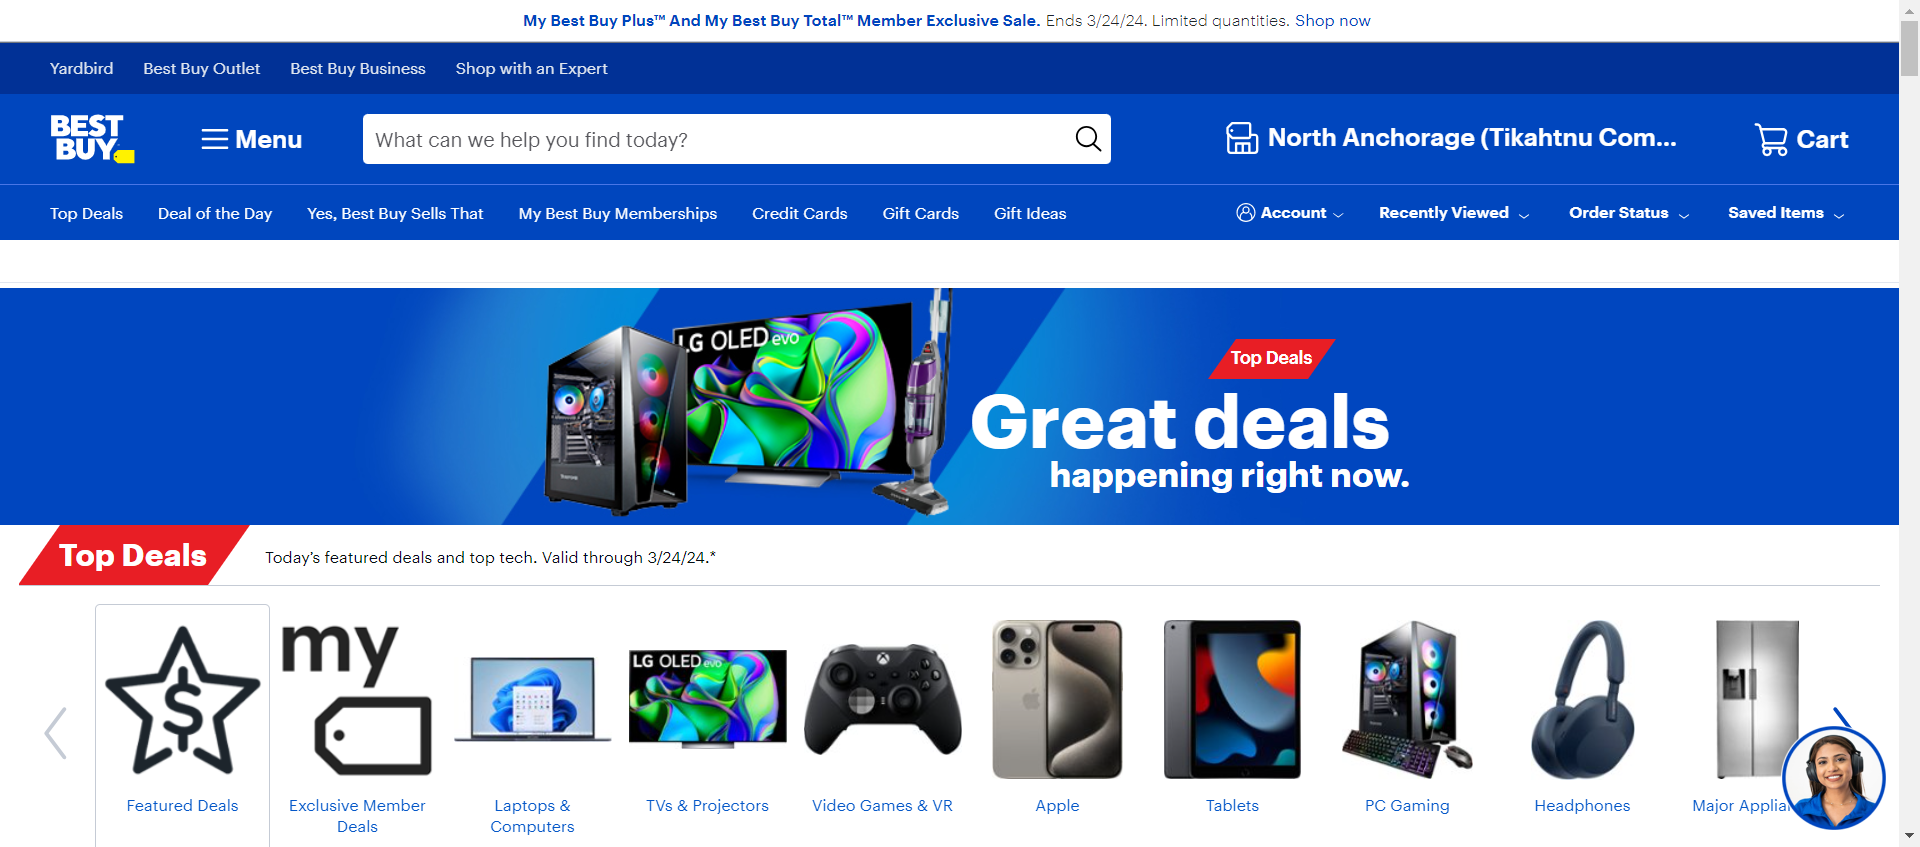 My Best Buy Plus™ And My Best Buy Total™ Member Exclusive Sale. Ends 3/24/24. Limited quantities. Shop now
Yardbird Best Buy Outlet Best Buy Business Shop with an Expert
BEST
BUY
Menu
What can we help you find today?
North Anchorage (Tikahtnu Com...
Cart
Top Deals Deal of the Day Yes, Best Buy Sells That My Best Buy Memberships Credit Cards Gift Cards Gift Ideas Account Recently Viewed Order Status Saved Items
LG OLED evo
Top Deals
Great deals
happening right now.
Top Deals
Today's featured deals and top tech. Valid through 3/24/24.*
my
LG OLED evo
Featured Deals
Exclusive Member
Deals
Laptops &
Computers
TVs & Projectors
Video Games & VR
Apple
Tablets
PC Gaming
Headphones
Major Applian